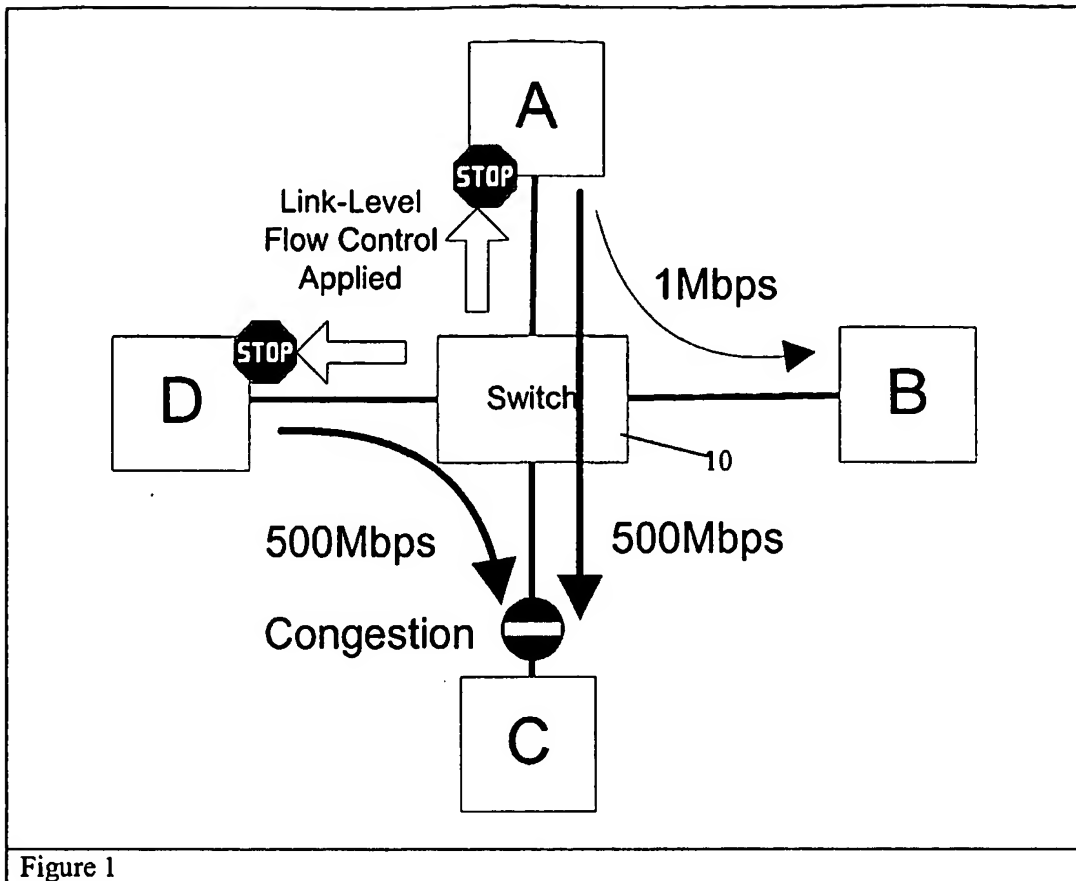 A
STOP
Link-Level
Flow Control
Applied
1Mbps
STOP
D
Switch
B
10
500Mbps
500Mbps
Congestion
C
Figure 1